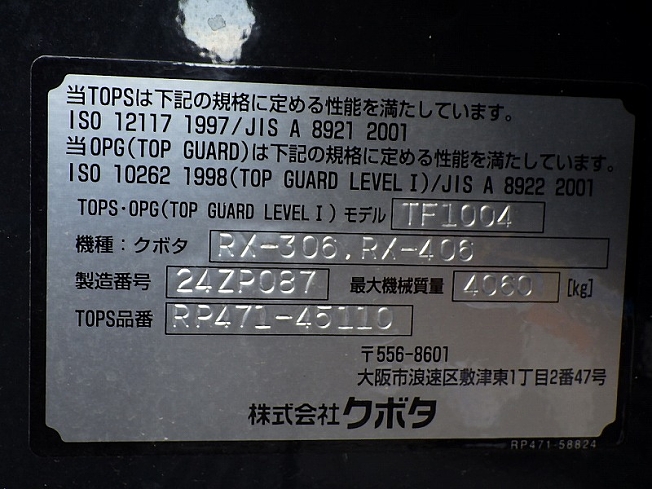 当TOPSは下記の規格に定める性能を満たしています。
ISO 12117 1997/JIS A 8921 2001
当OPG(TOP GUARD)は下記の規格に定める性能を満たしています。
ISO 10262 1998(TOP GUARD LEVEL I)/JIS A 8922 2001
TOPS・OPG(TOP GUARD LEVEL I) モデル TF1004
機種：クボタ RX-306,RX-406
製造番号 24ZP087 最大機械質量 4060 [kg]
TOPS品番 RP471-45110
〒556-8601
大阪市浪速区敷津東1丁目2番47号
株式会社クボタ
RP471-58824